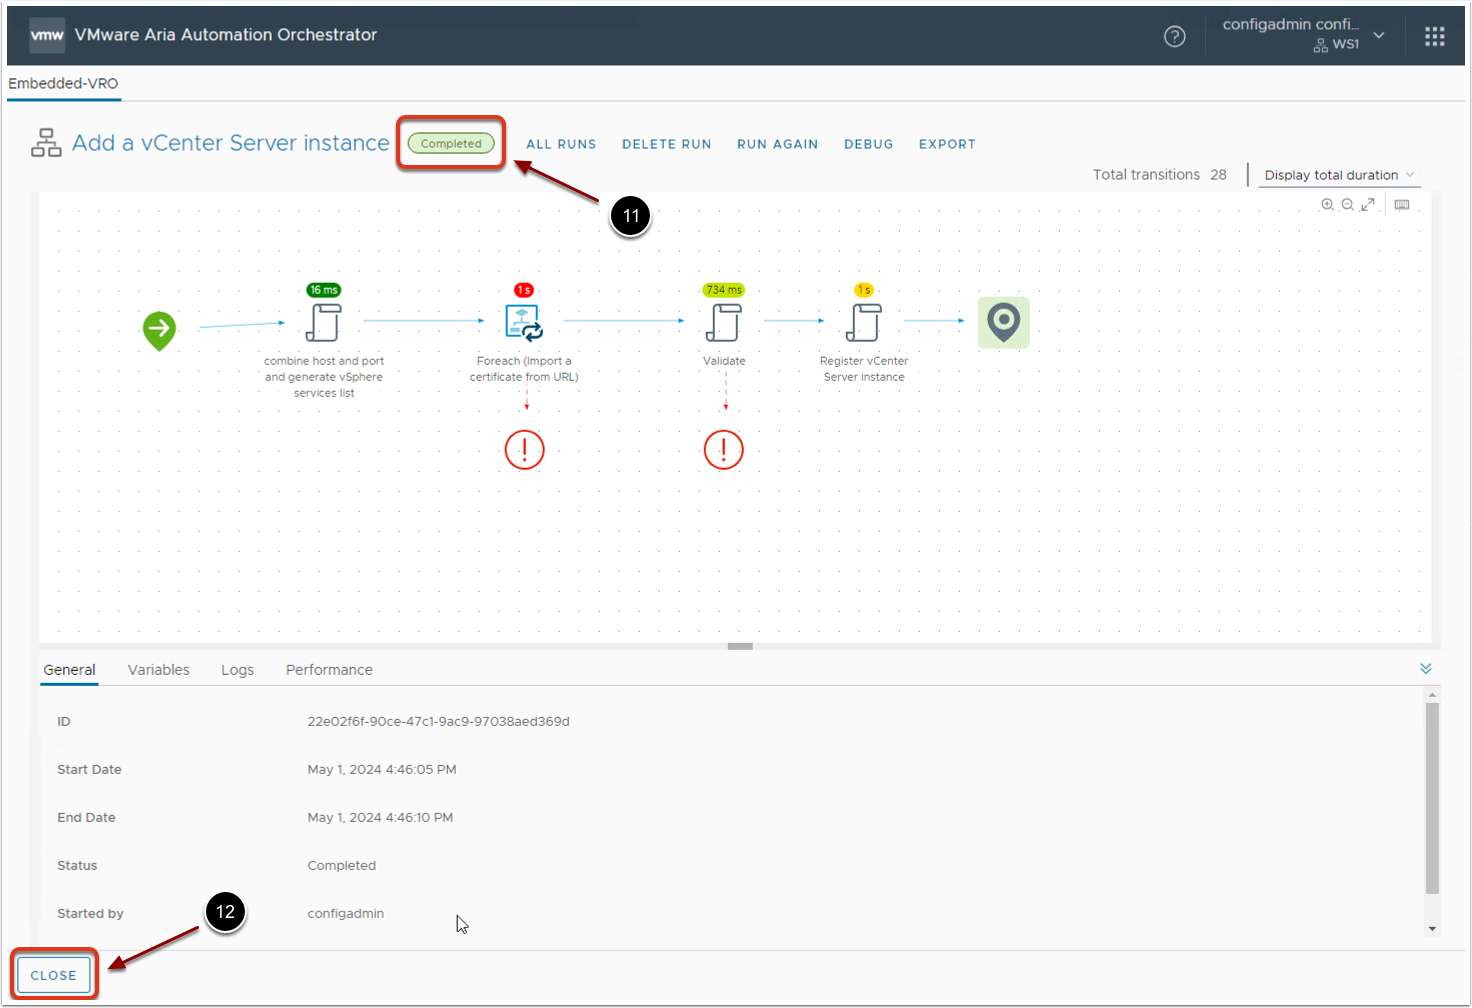 vmw VMware Aria Automation Orchestrator
configadmin confi...
WS1
Embedded-VRO
Add a vCenter Server instance Completed ALL RUNS DELETE RUN RUN AGAIN DEBUG EXPORT
Total transitions 28 Display total duration
11
16 ms 1 s 734 ms 1 s
combine host and port
and generate vSphere
services list
Foreach (Import a
certificate from URL)
Validate
Register vCenter
Server instance
General Variables Logs Performance
ID 22e02f6f-90ce-47c1-9ac9-97038aed369d
Start Date May 1, 2024 4:46:05 PM
End Date May 1, 2024 4:46:10 PM
Status Completed
Started by configadmin
12
CLOSE